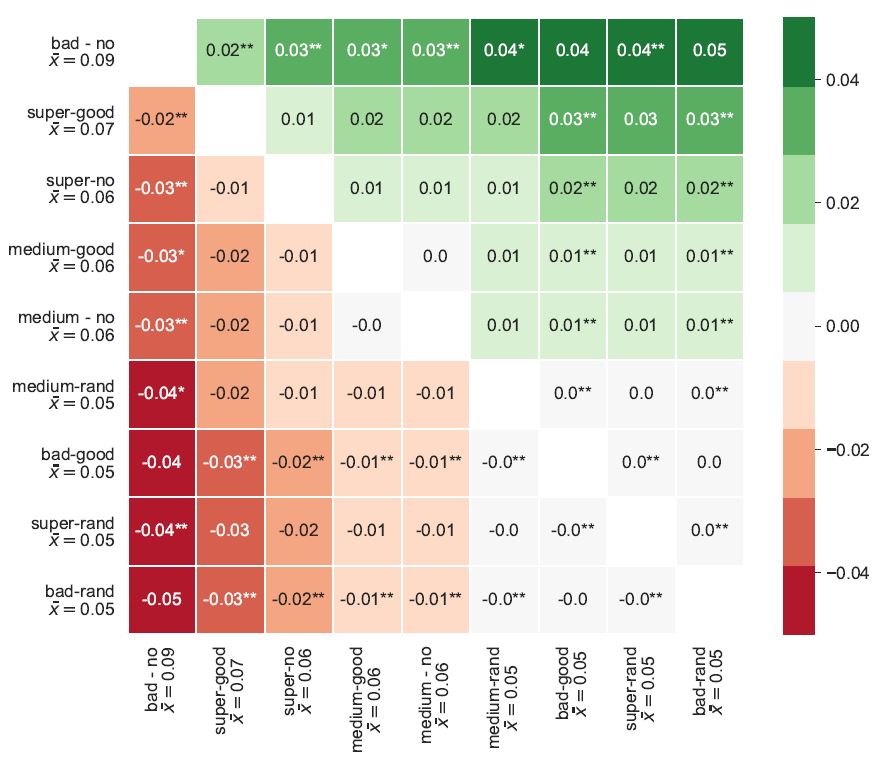 bad - no
x̄ = 0.09
0.02** 0.03** 0.03* 0.03** 0.04* 0.04 0.04** 0.05
0.04
super-good
x̄ = 0.07
-0.02** 0.01 0.02 0.02 0.02 0.03** 0.03 0.03**
super-no
x̄ = 0.06
-0.03** -0.01 0.01 0.01 0.01 0.02** 0.02 0.02**
0.02
medium-good
x̄ = 0.06
-0.03* -0.02 -0.01 0.0 0.01 0.01** 0.01 0.01**
medium - no
x̄ = 0.06
-0.03** -0.02 -0.01 -0.0 0.01 0.01** 0.01 0.01**
0.00
medium-rand
x̄ = 0.05
-0.04* -0.02 -0.01 -0.01 -0.01 0.0** 0.0 0.0**
bad-good
x̄ = 0.05
-0.04 -0.03** -0.02** -0.01** -0.01** -0.0** 0.0** 0.0
−0.02
super-rand
x̄ = 0.05
-0.04** -0.03 -0.02 -0.01 -0.01 -0.0 -0.0** 0.0**
bad-rand
x̄ = 0.05
-0.05 -0.03** -0.02** -0.01** -0.01** -0.0** -0.0 -0.0**
−0.04
bad - no
x̄ = 0.09
super-good
x̄ = 0.07
super-no
x̄ = 0.06
medium-good
x̄ = 0.06
medium - no
x̄ = 0.06
medium-rand
x̄ = 0.05
bad-good
x̄ = 0.05
super-rand
x̄ = 0.05
bad-rand
x̄ = 0.05